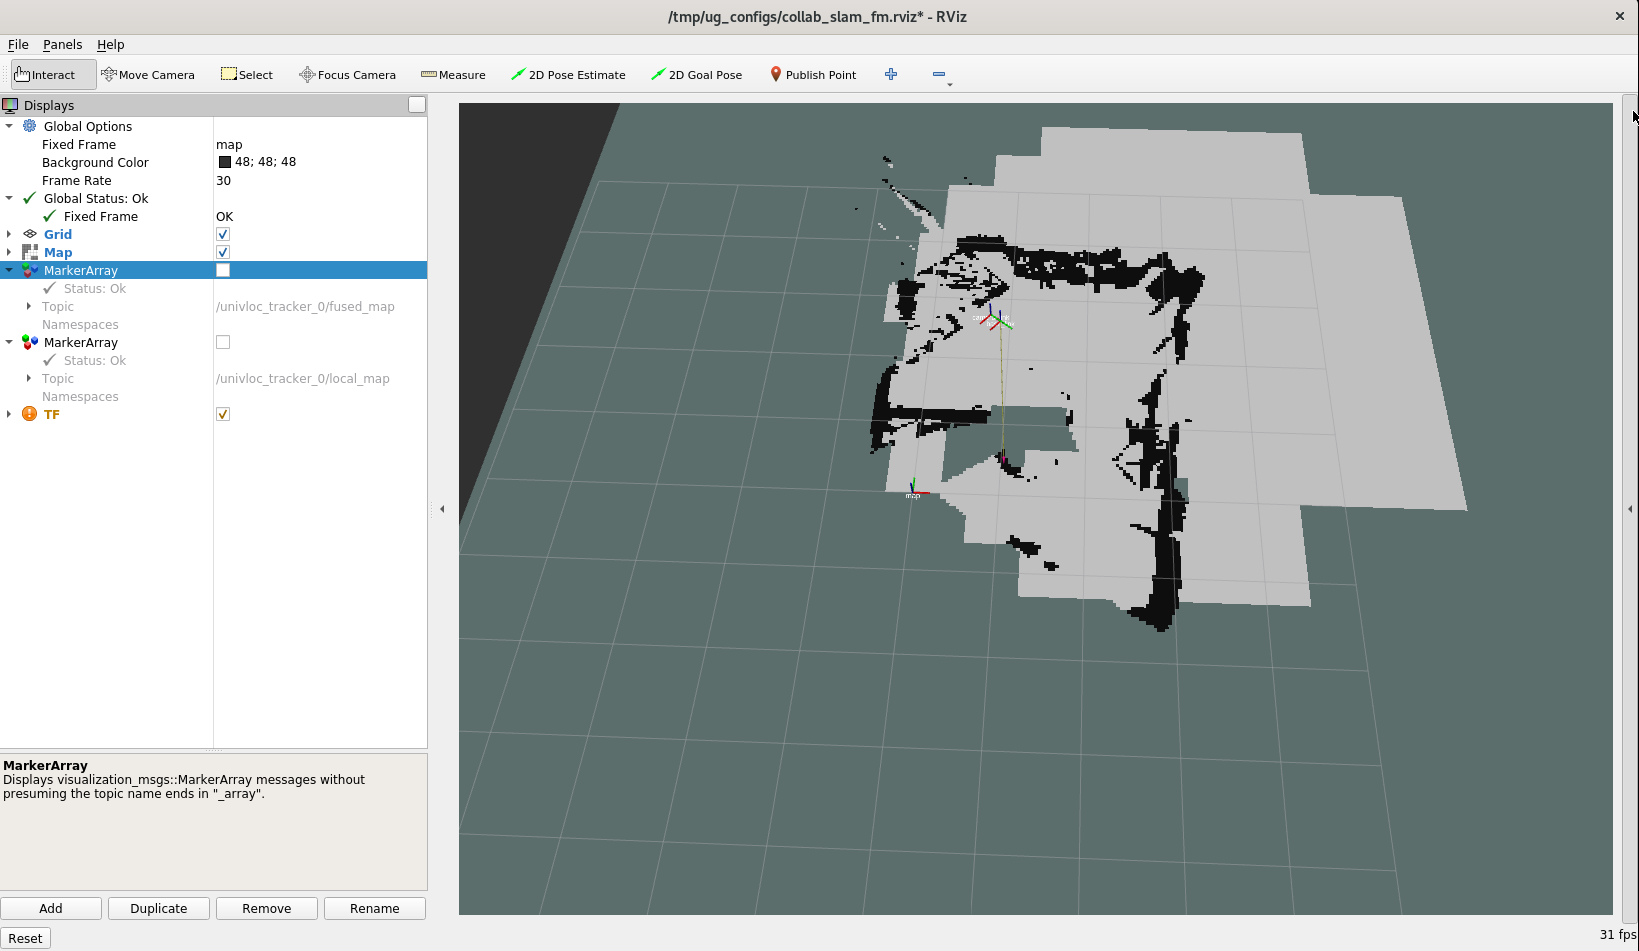 /tmp/ug_configs/collab_slam_fm.rviz* - RViz
File Panels Help
Interact Move Camera Select Focus Camera Measure 2D Pose Estimate 2D Goal Pose Publish Point
Displays
Global Options
Fixed Frame map
Background Color 48; 48; 48
Frame Rate 30
Global Status: Ok
Fixed Frame OK
Grid
Map
MarkerArray
Status: Ok
Topic /univloc_tracker_0/fused_map
Namespaces
MarkerArray
Status: Ok
Topic /univloc_tracker_0/local_map
Namespaces
TF
map
MarkerArray
Displays visualization_msgs::MarkerArray messages without
presuming the topic name ends in "_array".
Add Duplicate Remove Rename
Reset
31 fps